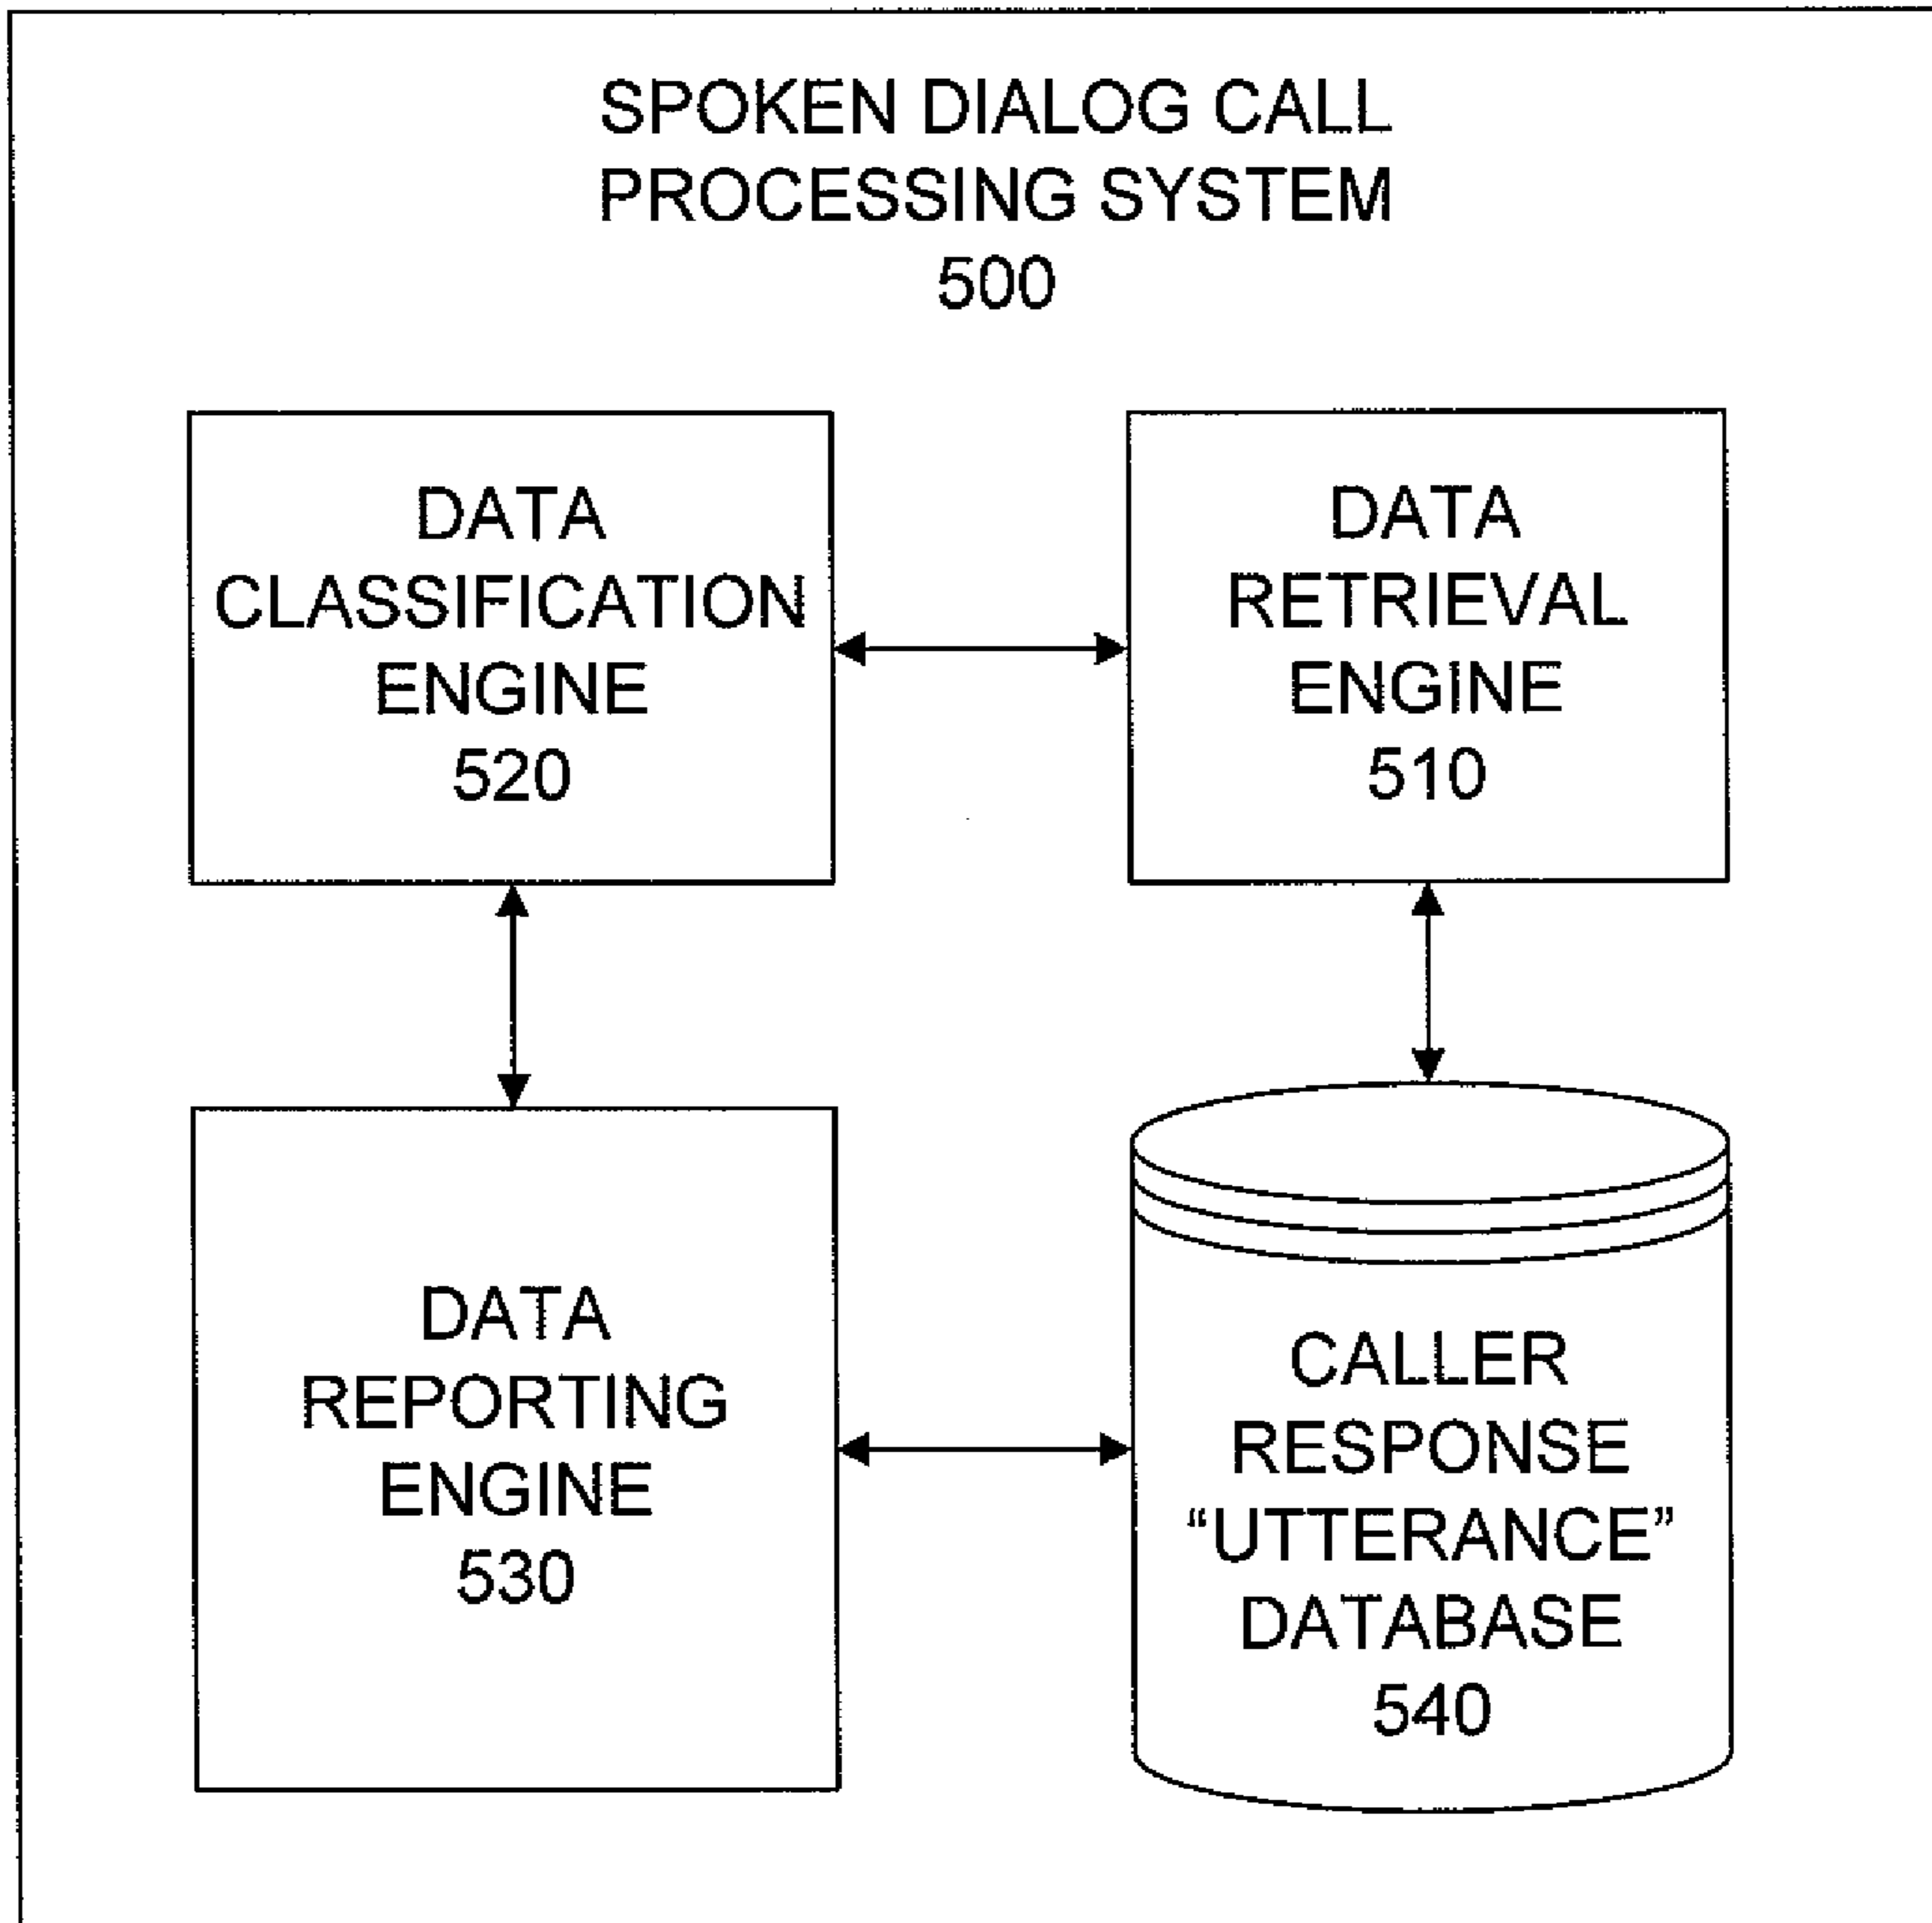 SPOKEN DIALOG CALL
PROCESSING SYSTEM
500
DATA
CLASSIFICATION
ENGINE
520
DATA
RETRIEVAL
ENGINE
510
DATA
REPORTING
ENGINE
530
CALLER
RESPONSE
“UTTERANCE”
DATABASE
540